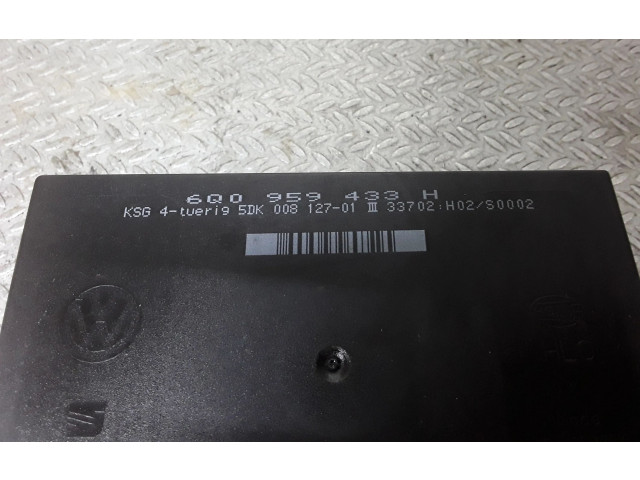 6Q0 959 433 H
KSG 4-tuerig 5DK 008 127-01 III 33702:H02/S0002